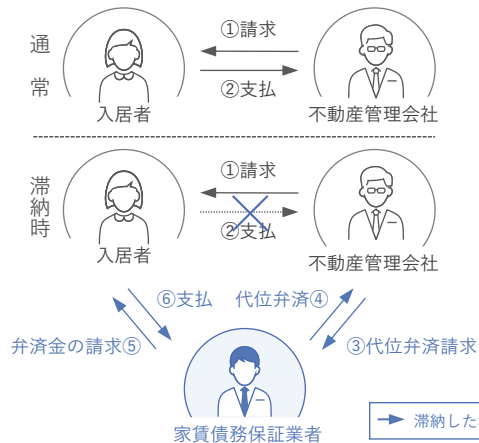 通常
①請求
②支払
入居者
不動産管理会社
滞納時
①請求
②支払
入居者
不動産管理会社
⑥支払
代位弁済④
弁済金の請求⑤
③代位弁済請求
家賃債務保証業者
滞納した